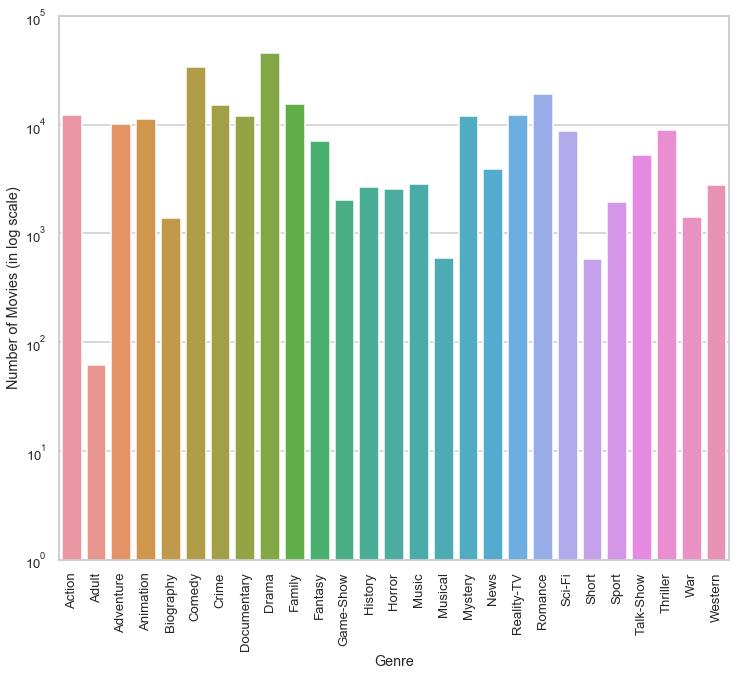 Number of Movies (in log scale)
10^5
10^4
10^3
10^2
10^1
10^0
Action
Adult
Adventure
Animation
Biography
Comedy
Crime
Documentary
Drama
Family
Fantasy
Game-Show
History
Horror
Music
Musical
Mystery
News
Reality-TV
Romance
Sci-Fi
Short
Sport
Talk-Show
Thriller
War
Western
Genre